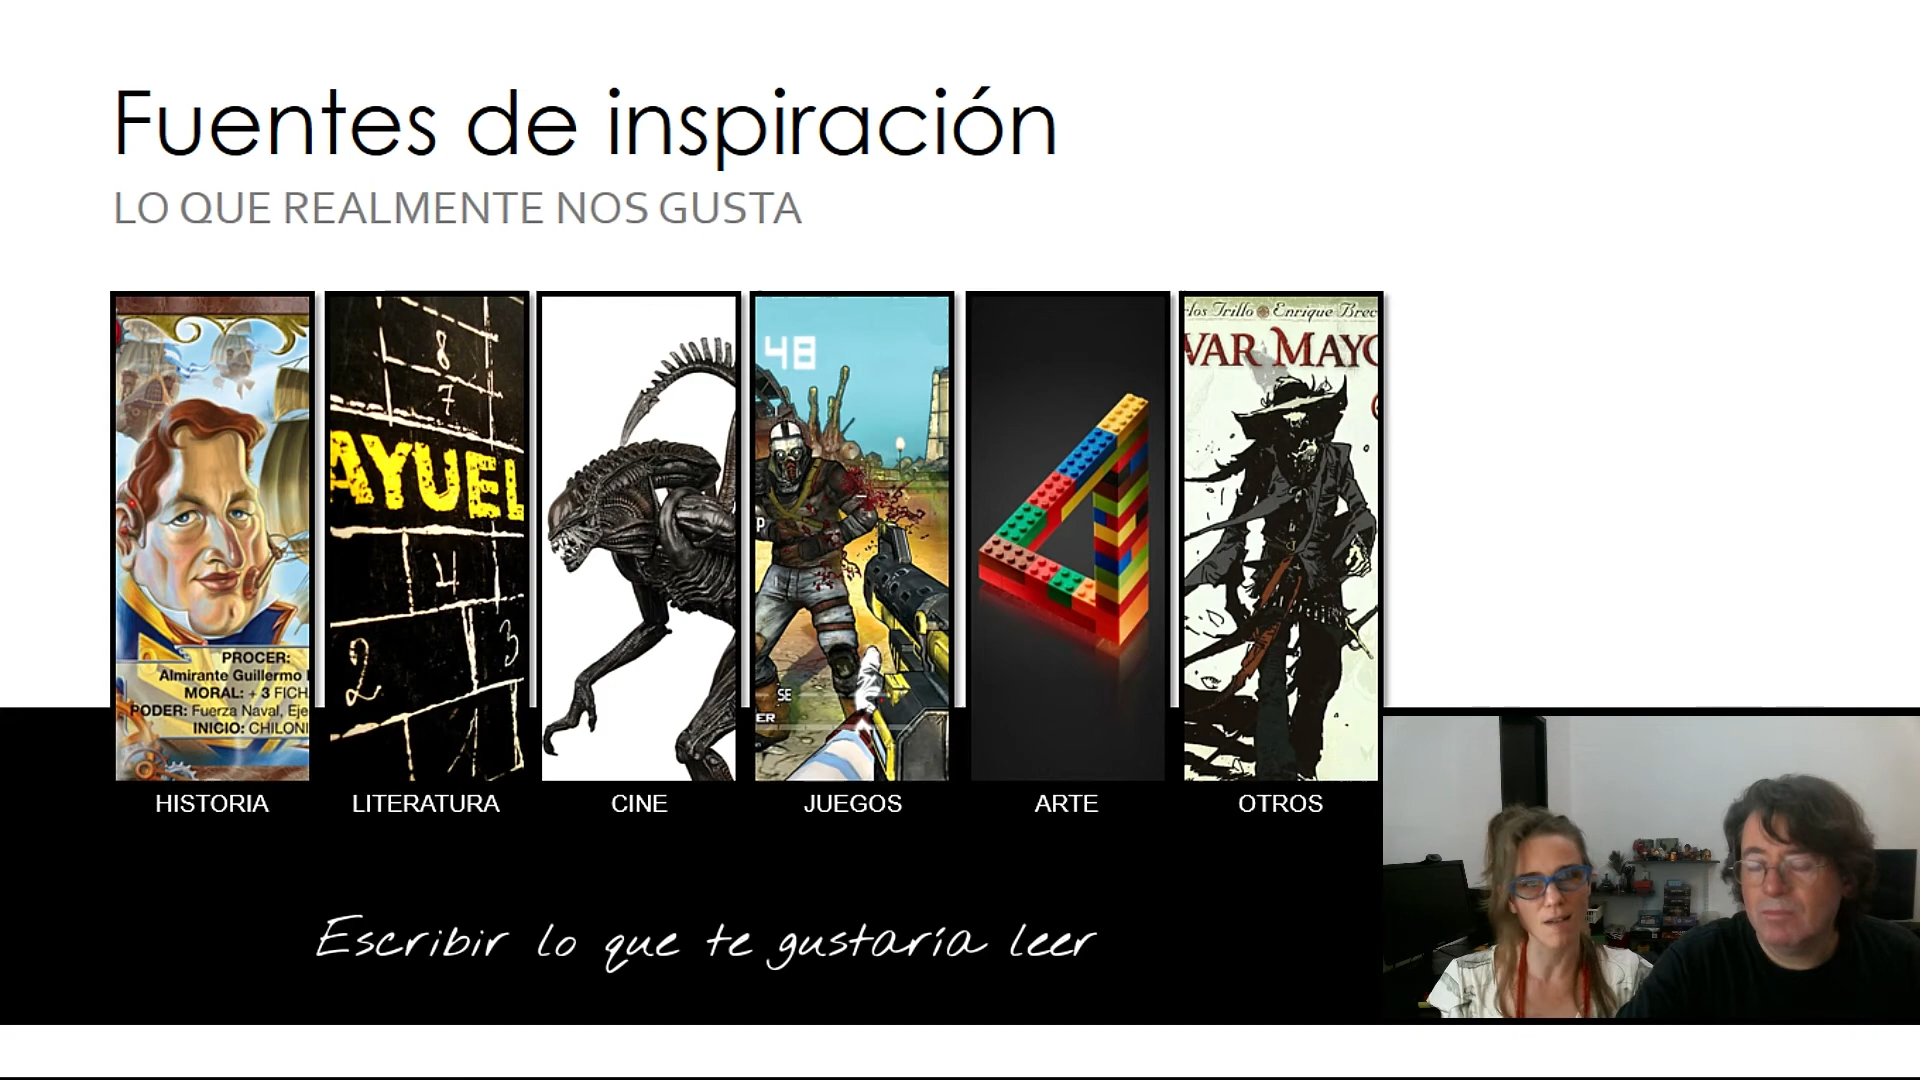 Fuentes de inspiración
LO QUE REALMENTE NOS GUSTA
PROCER:
Almirante Guillermo
MORAL: + 3 FICH
PODER: Fuerza Naval, Eje
INICIO: CHILON
8
7
AYUEL
4
2
3
1
48
P
SE
ER
los Trillo Enrique Brec
VAR MAYO
HISTORIA
LITERATURA
CINE
JUEGOS
ARTE
OTROS
Escribir lo que te gustaría leer